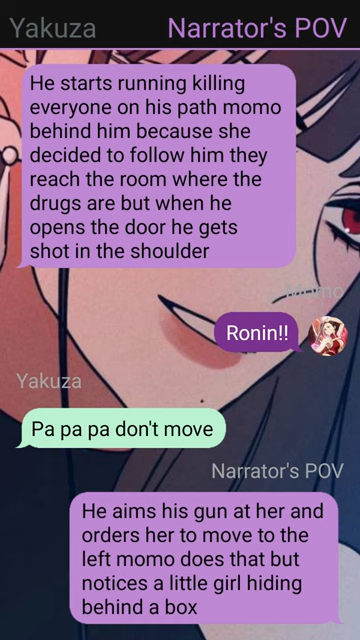 Yakuza
Narrator's POV
He starts running killing
everyone on his path momo
behind him because she
decided to follow him they
reach the room where the
drugs are but when he
opens the door he gets
shot in the shoulder
Momo
Ronin!!
Yakuza
Pa pa pa don't move
Narrator's POV
He aims his gun at her and
orders her to move to the
left momo does that but
notices a little girl hiding
behind a box